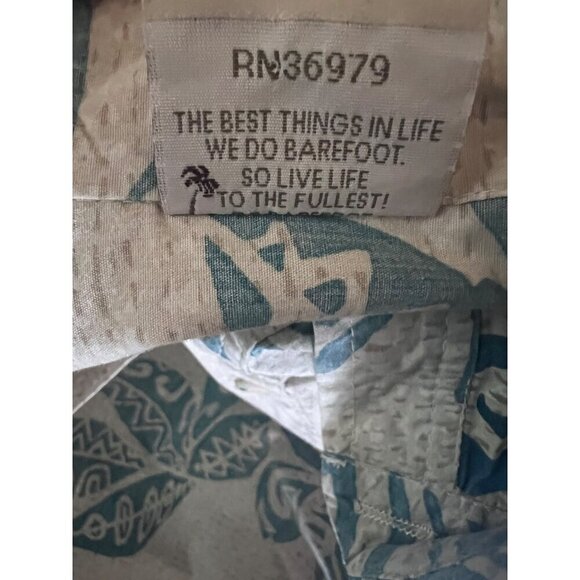 RN36979
THE BEST THINGS IN LIFE
WE DO BAREFOOT.
SO LIVE LIFE
TO THE FULLEST!